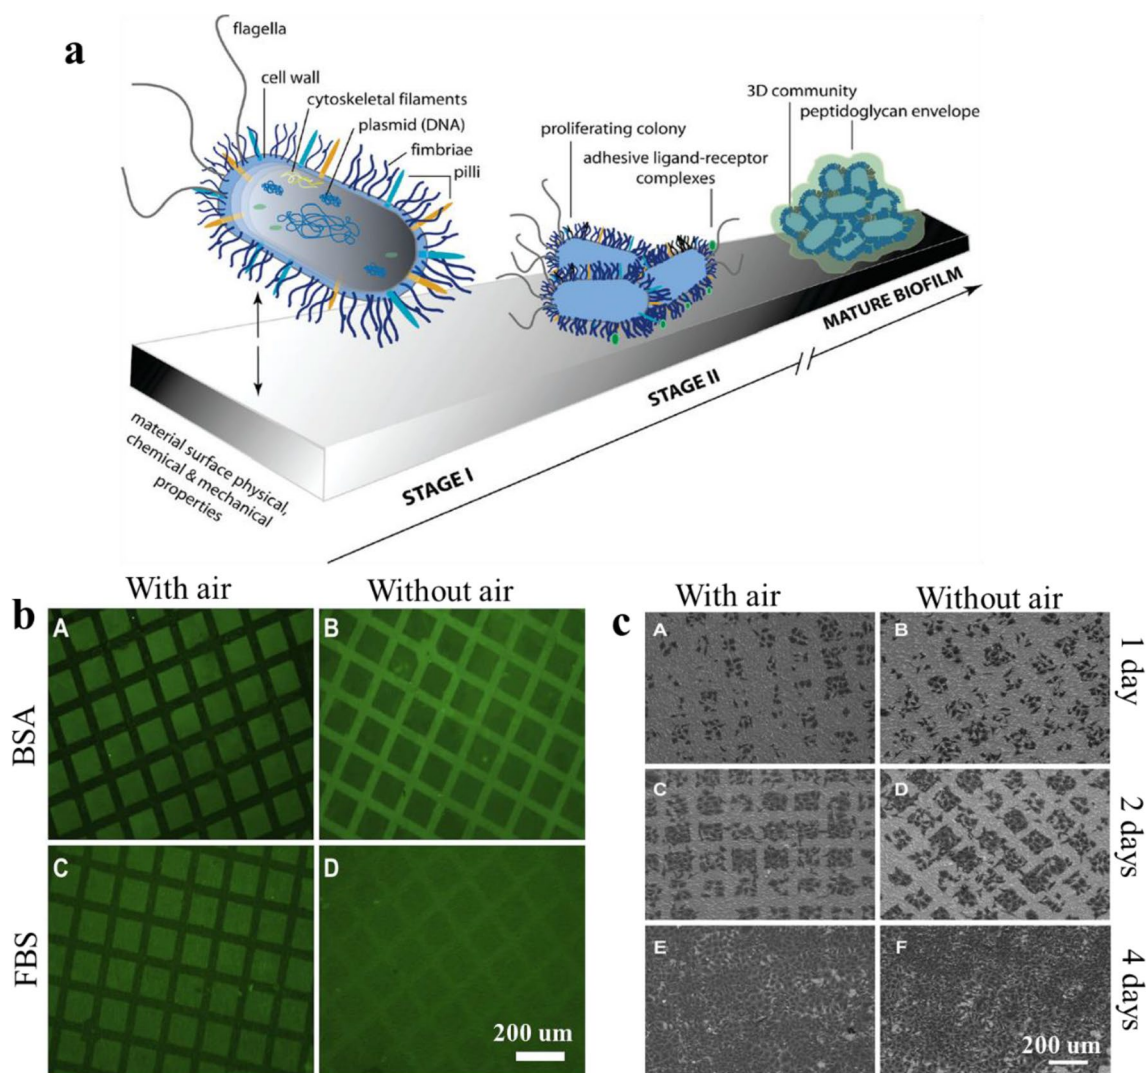 a
flagella
cell wall
cytoskeletal filaments
plasmid (DNA)
fimbriae
pilli
proliferating colony
adhesive ligand-receptor
complexes
3D community
peptidoglycan envelope
material surface physical,
chemical & mechanical
properties
STAGE I
STAGE II
MATURE BIOFILM
b
With air
Without air
BSA
FBS
A
B
C
D
200 um
c
With air
Without air
1 day
2 days
4 days
A
B
C
D
E
F
200 um